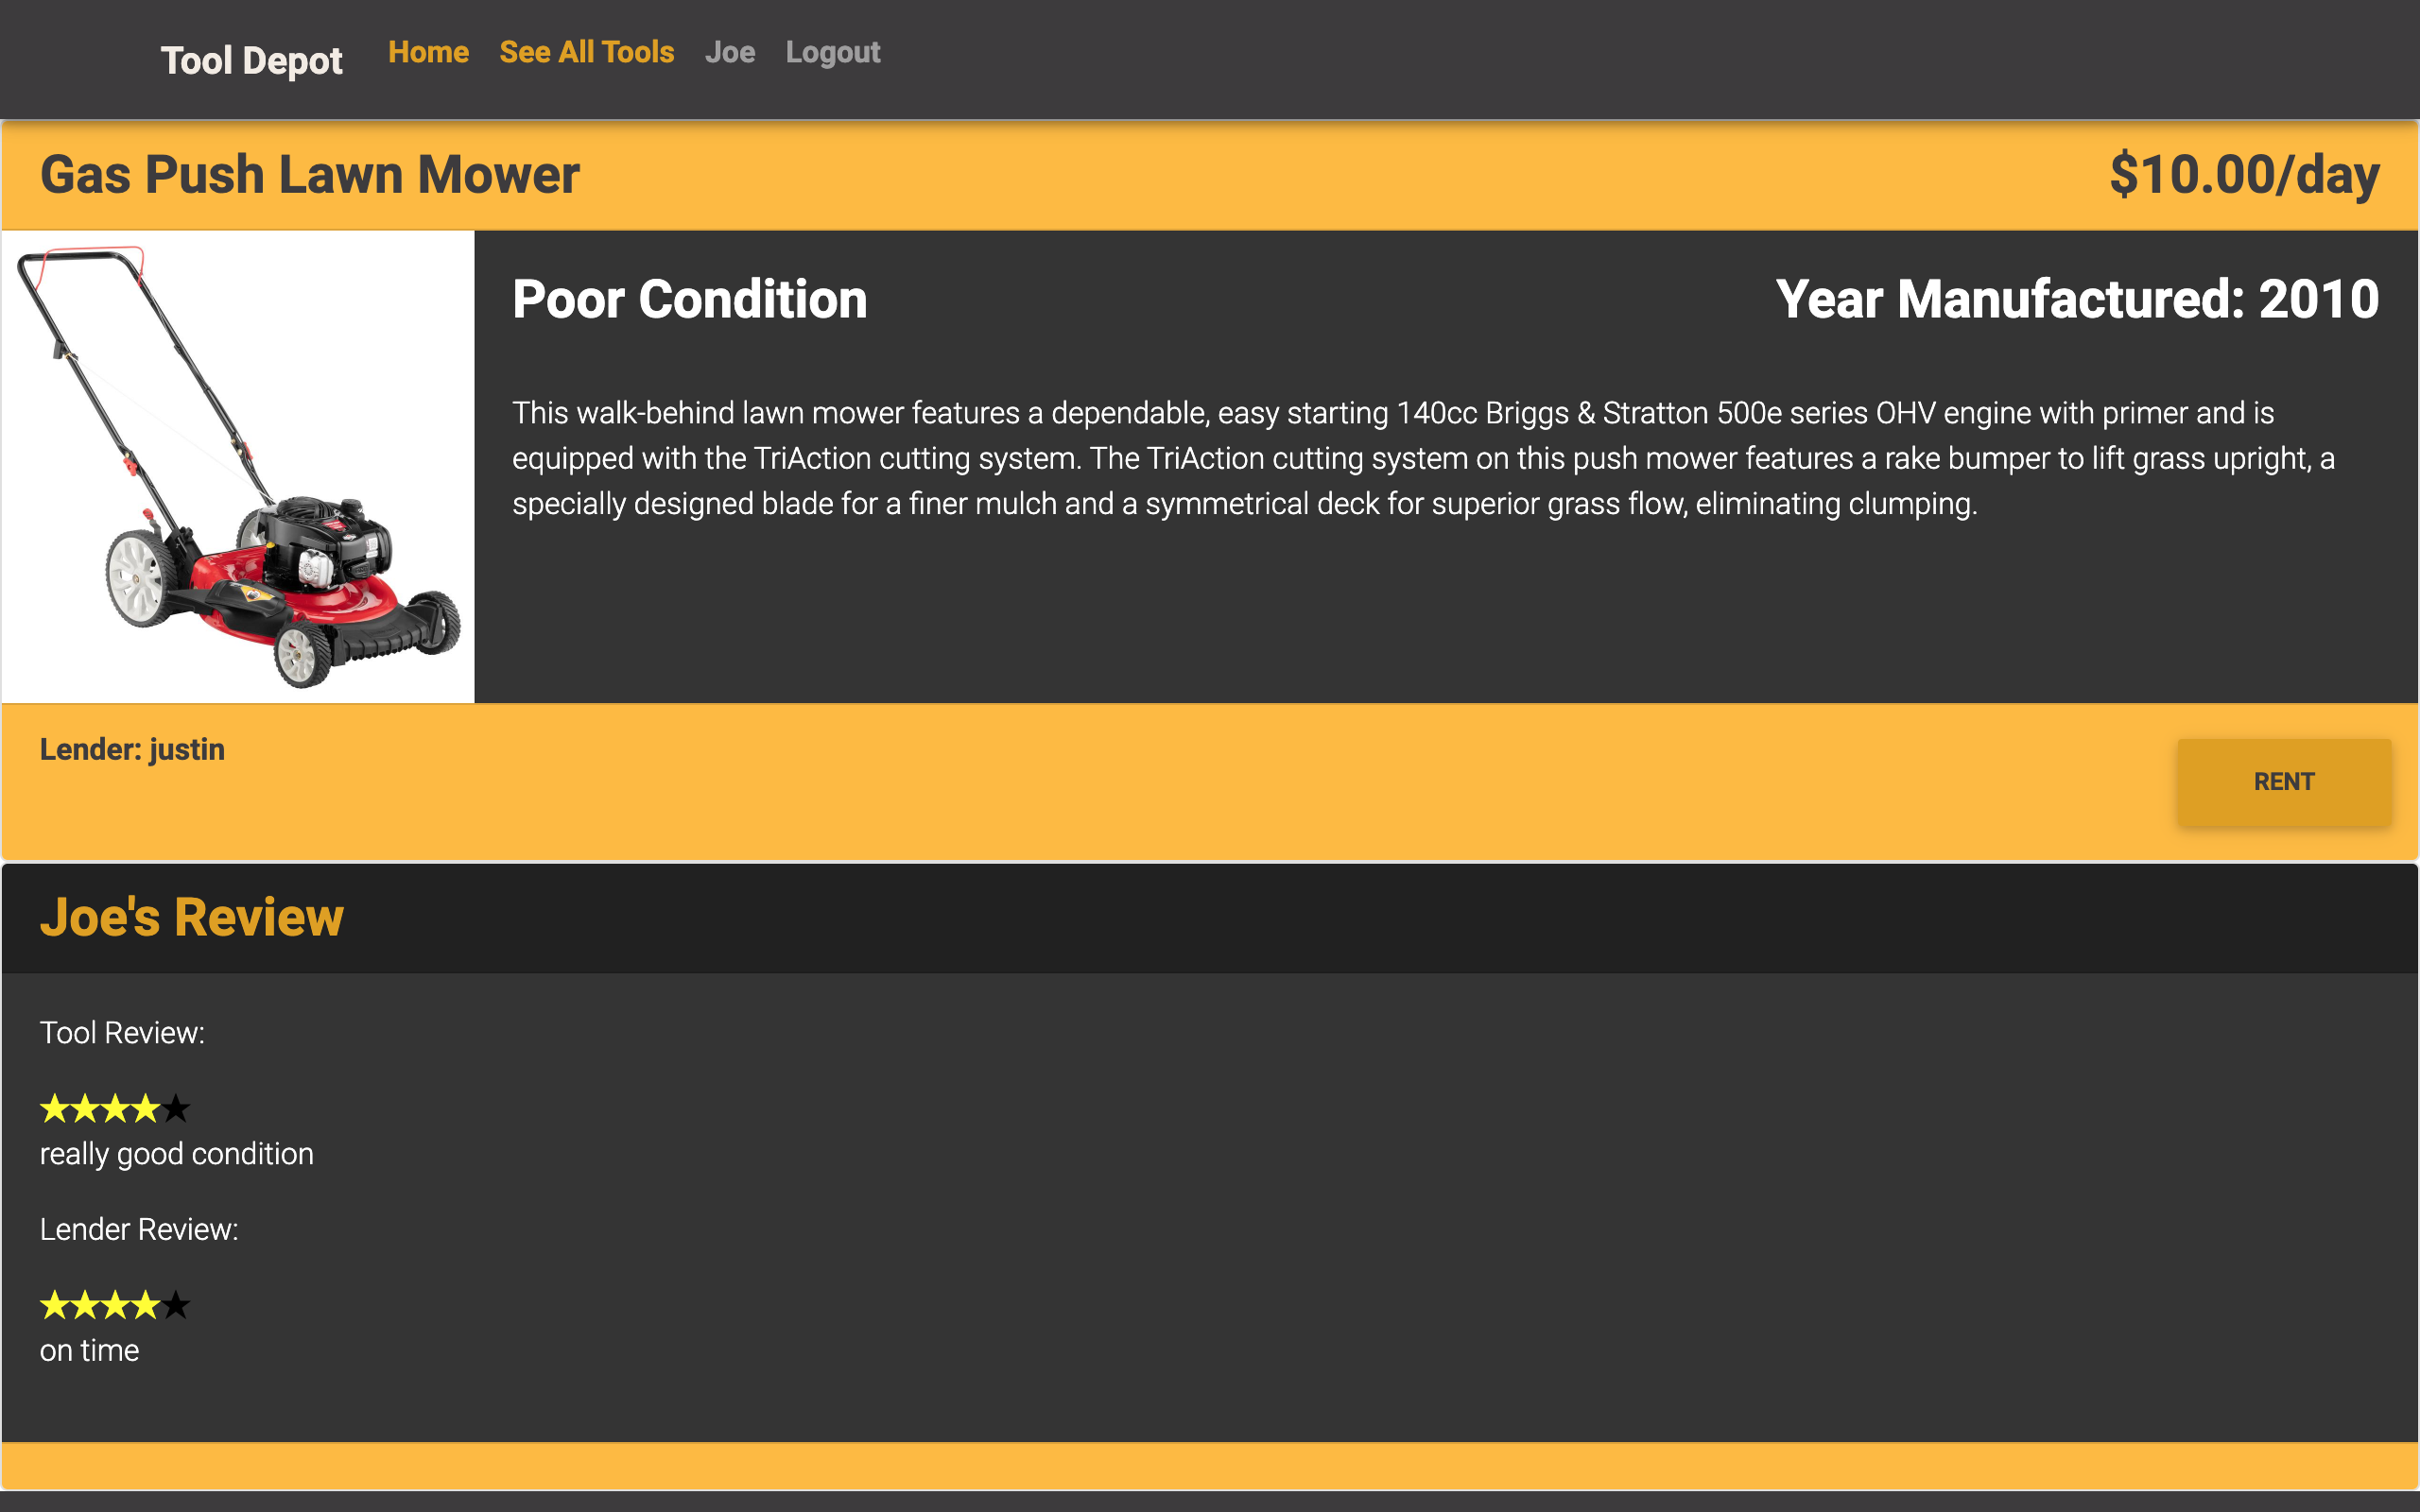 Tool Depot Home See All Tools Joe Logout
Gas Push Lawn Mower $10.00/day
Poor Condition Year Manufactured: 2010
This walk-behind lawn mower features a dependable, easy starting 140cc Briggs & Stratton 500e series OHV engine with primer and is
equipped with the TriAction cutting system. The TriAction cutting system on this push mower features a rake bumper to lift grass upright, a
specially designed blade for a finer mulch and a symmetrical deck for superior grass flow, eliminating clumping.
Lender: justin
RENT
Joe's Review
Tool Review:
★★★★★
really good condition
Lender Review:
★★★★★
on time